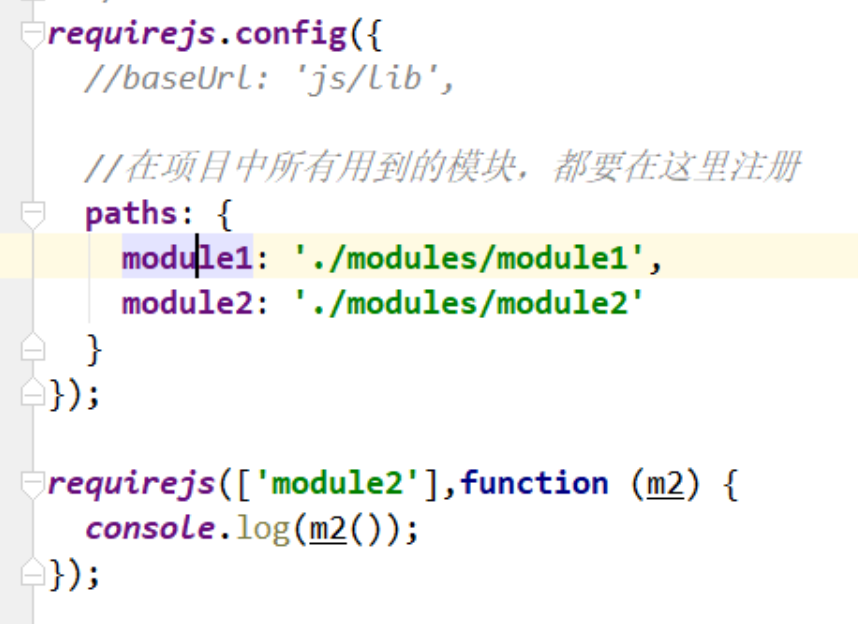 requirejs.config({
//baseUrl: 'js/lib',
//在项目中所有用到的模块，都要在这里注册
paths: {
module1: './modules/module1',
module2: './modules/module2'
}
});
requirejs(['module2'],function (m2) {
console.log(m2());
});